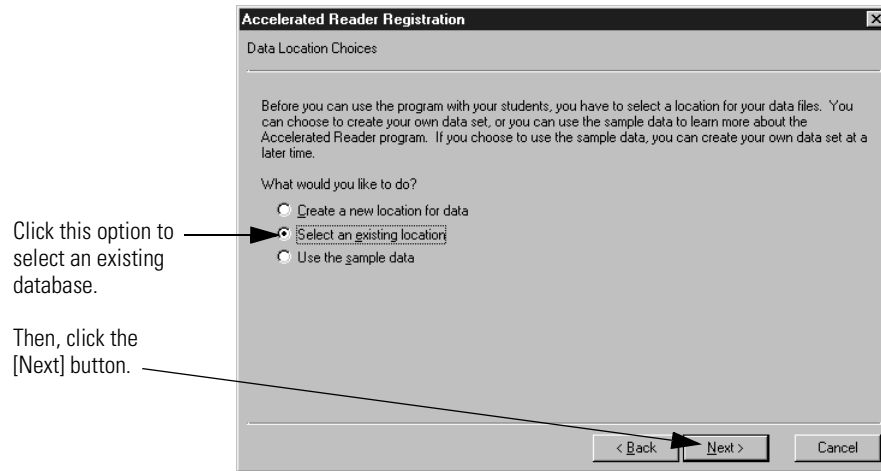 Accelerated Reader Registration
Data Location Choices
Before you can use the program with your students, you have to select a location for your data files. You
can choose to create your own data set, or you can use the sample data to learn more about the
Accelerated Reader program. If you choose to use the sample data, you can create your own data set at a
later time.
What would you like to do?
Create a new location for data
Select an existing location
Use the sample data
Click this option to
select an existing
database.
Then, click the
[Next] button.
< Back
Next >
Cancel